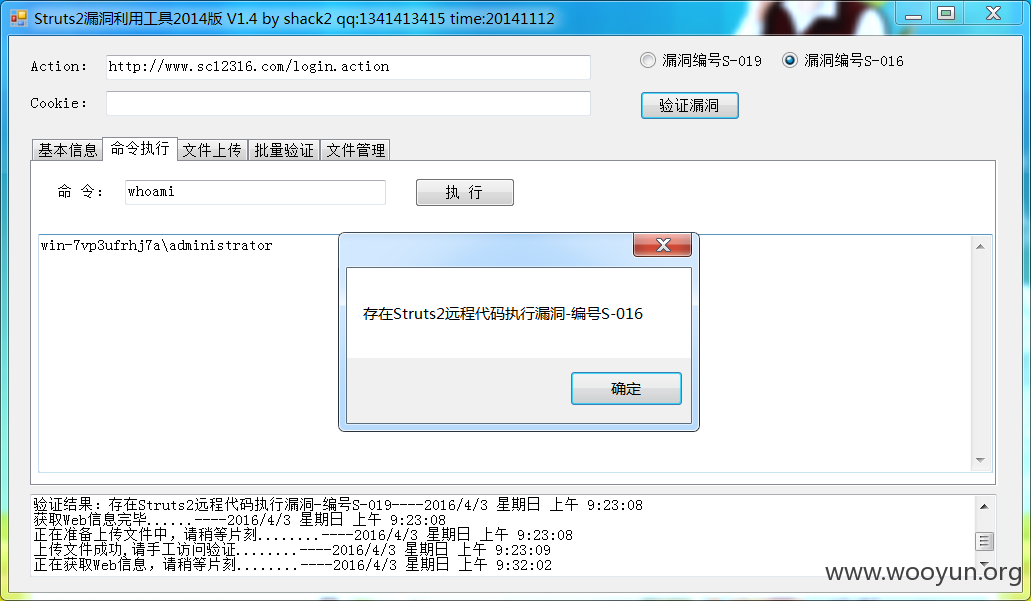 Struts2漏洞利用工具2014版 V1.4 by shack2 qq:1341413415 time:20141112
Action: http://www.sc12316.com/login.action 漏洞编号S-019 漏洞编号S-016
Cookie: 验证漏洞
基本信息 命令执行 文件上传 批量验证 文件管理
命 令: whoami 执 行
win-7vp3ufrhj7a\administrator
存在Struts2远程代码执行漏洞-编号S-016
确定
验证结果：存在Struts2远程代码执行漏洞-编号S-019----2016/4/3 星期日 上午 9:23:08
获取Web信息完毕......----2016/4/3 星期日 上午 9:23:08
正在准备上传文件中，请稍等片刻........----2016/4/3 星期日 上午 9:23:08
上传文件成功,请手工访问验证........----2016/4/3 星期日 上午 9:23:09
正在获取Web信息，请稍等片刻........----2016/4/3 星期日 上午 9:32:02
www.wooyun.org